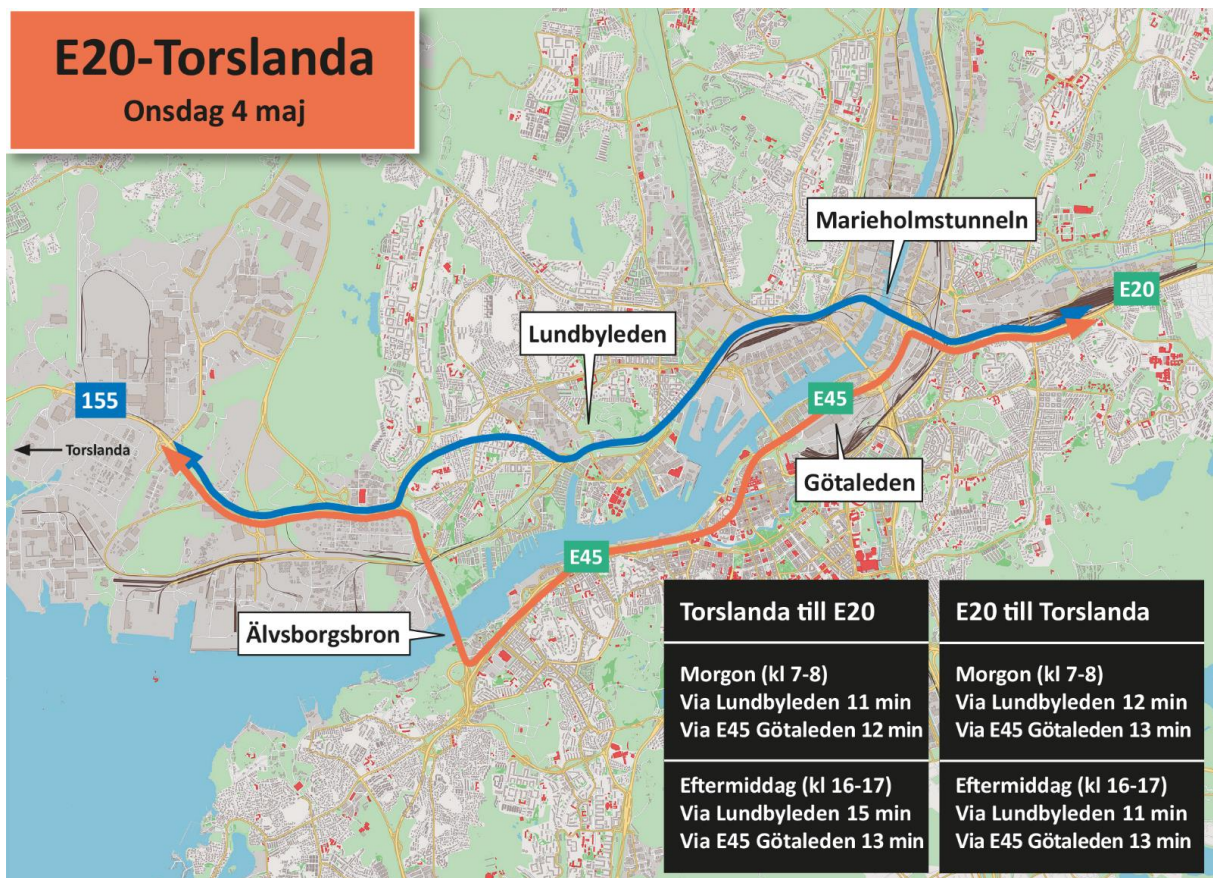 E20-Torslanda
Onsdag 4 maj
Marieholmstunneln
E20
Lundbyleden
155
E45
Torslanda
Götaleden
E45
Älvsborgsbron
Torslanda till E20
Morgon (kl 7-8)
Via Lundbyleden 11 min
Via E45 Götaleden 12 min
Eftermiddag (kl 16-17)
Via Lundbyleden 15 min
Via E45 Götaleden 13 min
E20 till Torslanda
Morgon (kl 7-8)
Via Lundbyleden 12 min
Via E45 Götaleden 13 min
Eftermiddag (kl 16-17)
Via Lundbyleden 11 min
Via E45 Götaleden 13 min